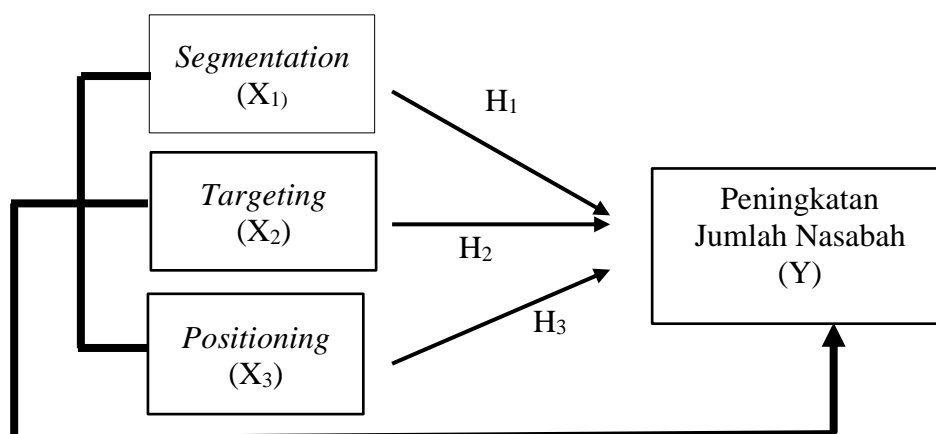 Segmentation
(X₁)
H₁
Targeting
(X₂)
H₂
Peningkatan
Jumlah Nasabah
(Y)
Positioning
(X₃)
H₃